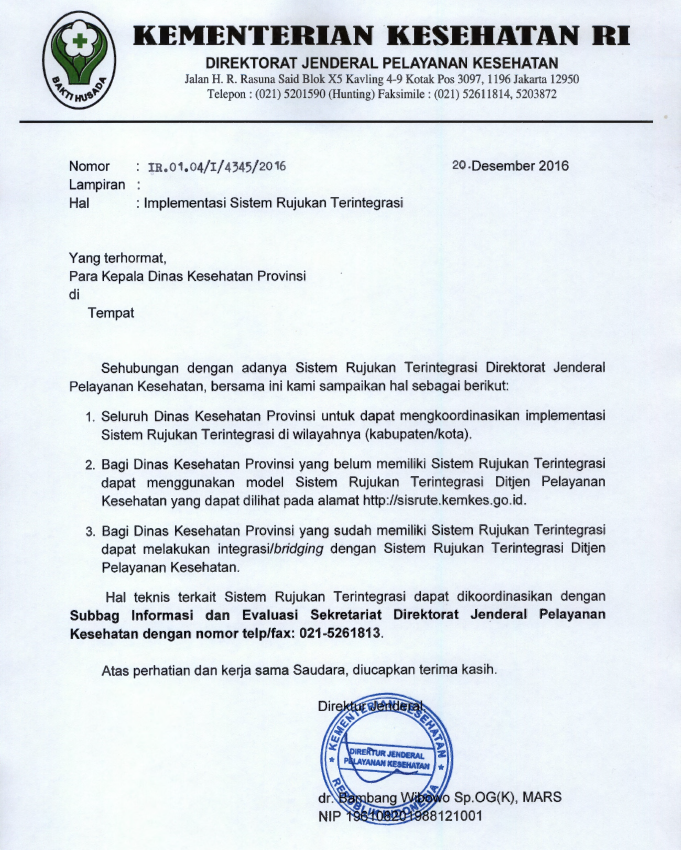 BAKTI HUSADA
KEMENTERIAN KESEHATAN RI
DIREKTORAT JENDERAL PELAYANAN KESEHATAN
Jalan H. R. Rasuna Said Blok X5 Kavling 4-9 Kotak Pos 3097, 1196 Jakarta 12950
Telepon : (021) 5201590 (Hunting) Faksimile : (021) 52611814, 5203872
Nomor : IR.01.04/I/4345/2016 20 Desember 2016
Lampiran :
Hal : Implementasi Sistem Rujukan Terintegrasi
Yang terhormat,
Para Kepala Dinas Kesehatan Provinsi
di
Tempat
Sehubungan dengan adanya Sistem Rujukan Terintegrasi Direktorat Jenderal
Pelayanan Kesehatan, bersama ini kami sampaikan hal sebagai berikut:
1. Seluruh Dinas Kesehatan Provinsi untuk dapat mengkoordinasikan implementasi
Sistem Rujukan Terintegrasi di wilayahnya (kabupaten/kota).
2. Bagi Dinas Kesehatan Provinsi yang belum memiliki Sistem Rujukan Terintegrasi
dapat menggunakan model Sistem Rujukan Terintegrasi Ditjen Pelayanan
Kesehatan yang dapat dilihat pada alamat http://sisrute.kemkes.go.id.
3. Bagi Dinas Kesehatan Provinsi yang sudah memiliki Sistem Rujukan Terintegrasi
dapat melakukan integrasi/bridging dengan Sistem Rujukan Terintegrasi Ditjen
Pelayanan Kesehatan.
Hal teknis terkait Sistem Rujukan Terintegrasi dapat dikoordinasikan dengan
Subbag Informasi dan Evaluasi Sekretariat Direktorat Jenderal Pelayanan
Kesehatan dengan nomor telp/fax: 021-5261813.
Atas perhatian dan kerja sama Saudara, diucapkan terima kasih.
Direktur Jenderal
KEMENTERIAN KESEHATAN
DIREKTUR JENDERAL
PELAYANAN KESEHATAN
REPUBLIK INDONESIA
dr. Bambang Wibowo Sp.OG(K), MARS
NIP 196108201988121001